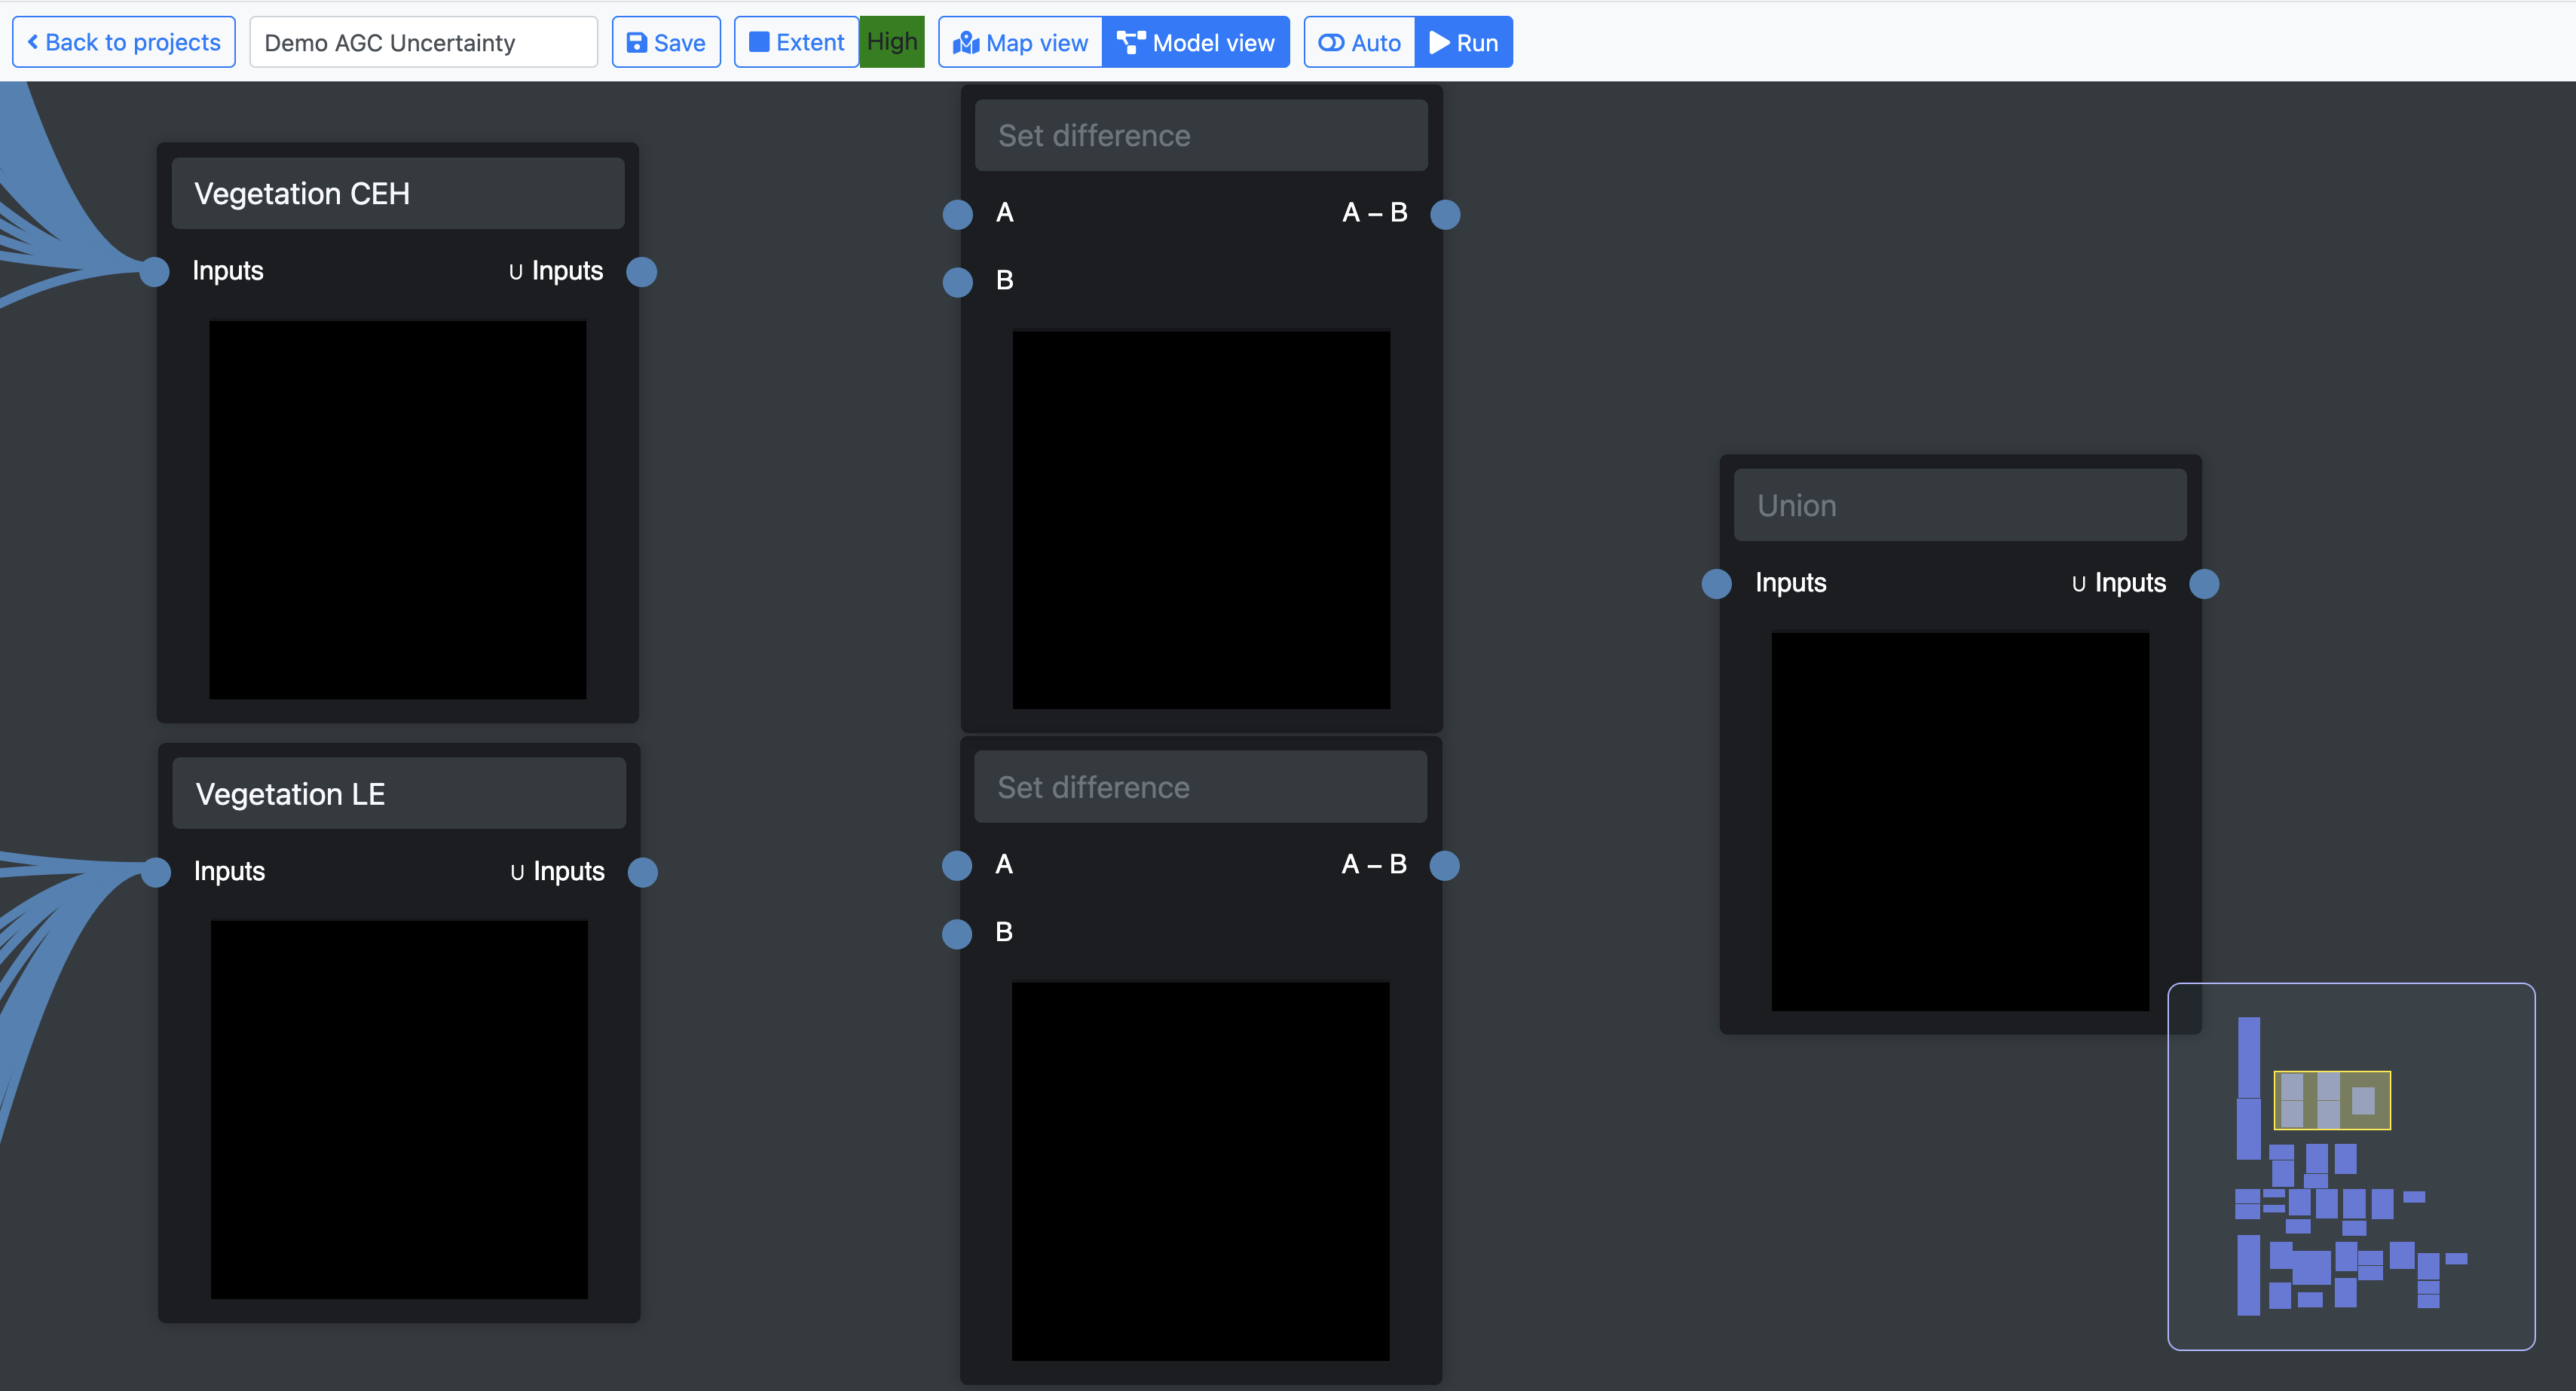 Back to projects
Demo AGC Uncertainty
Save
Extent
High
Map view
Model view
Auto
Run
Vegetation CEH
Inputs
∪ Inputs
Set difference
A
A – B
B
Union
Inputs
∪ Inputs
Vegetation LE
Inputs
∪ Inputs
Set difference
A
A – B
B